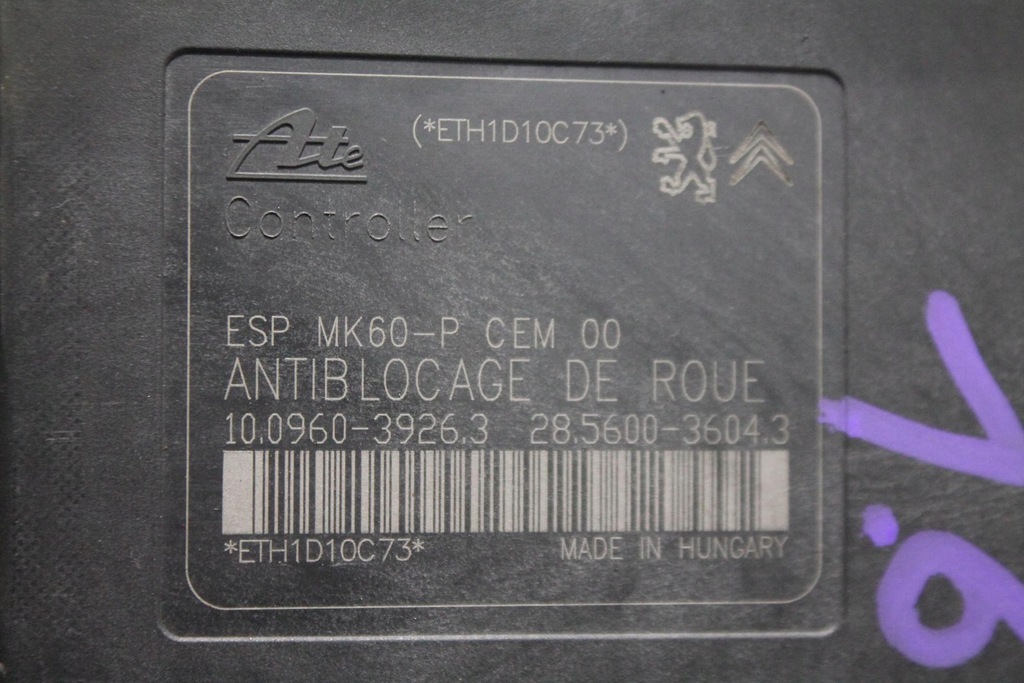 Ate (*ETH1D10C73*)
Controller
ESP MK60-P CEM 00
ANTIBLOCAGE DE ROUE
10.0960-3926.3 28.5600-3604.3
*ETH1D10C73*
MADE IN HUNGARY